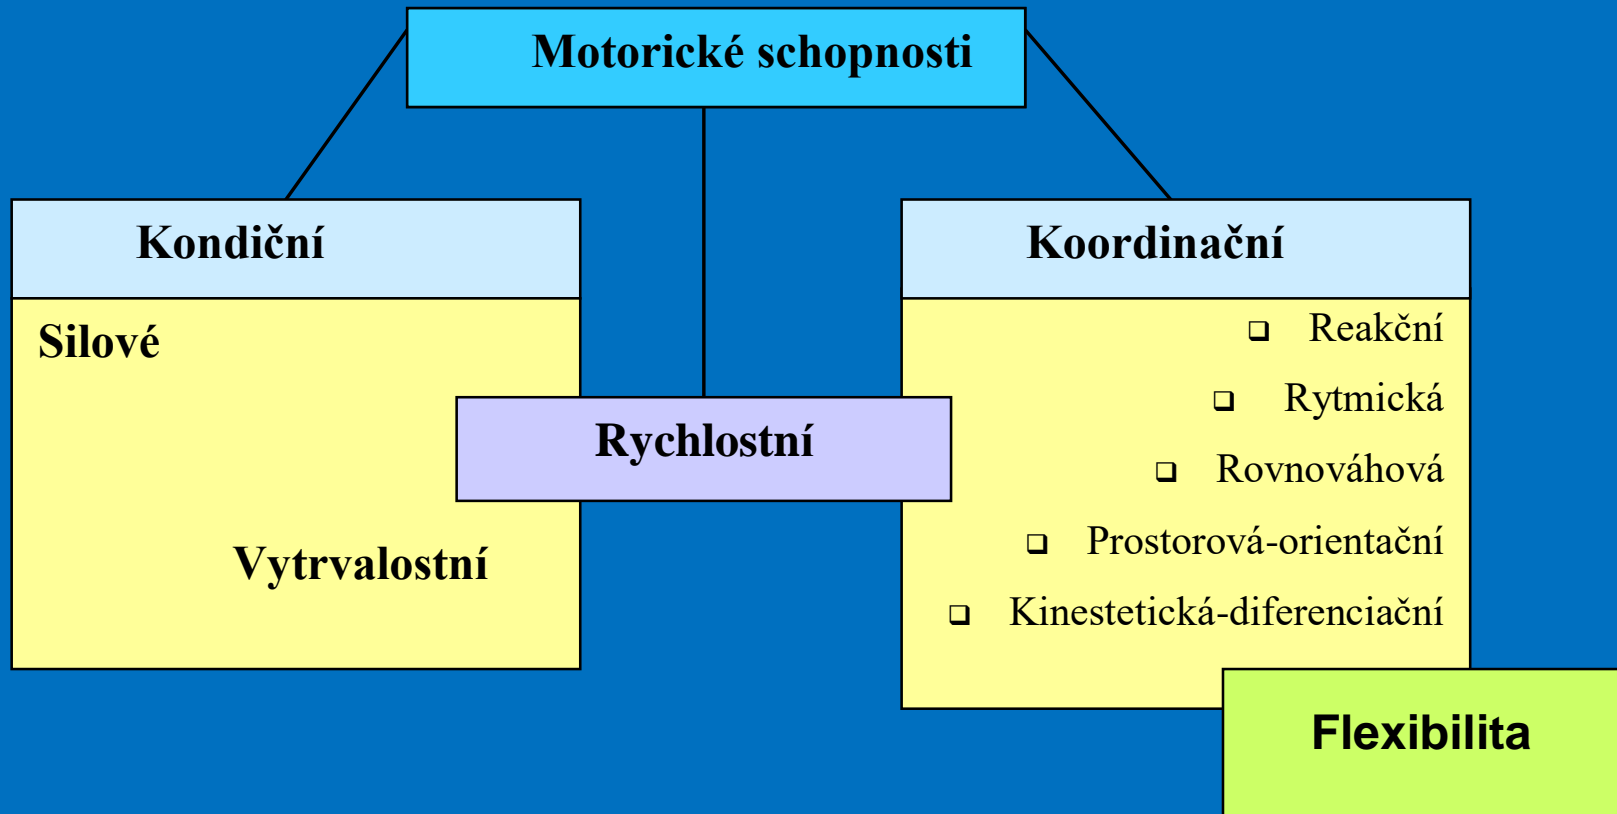 Motorické schopnosti
Kondiční
Silové
Vytrvalostní
Rychlostní
Koordinační
Reakční
Rytmická
Rovnováhová
Prostorová-orientační
Kinestetická-diferenciační
Flexibilita